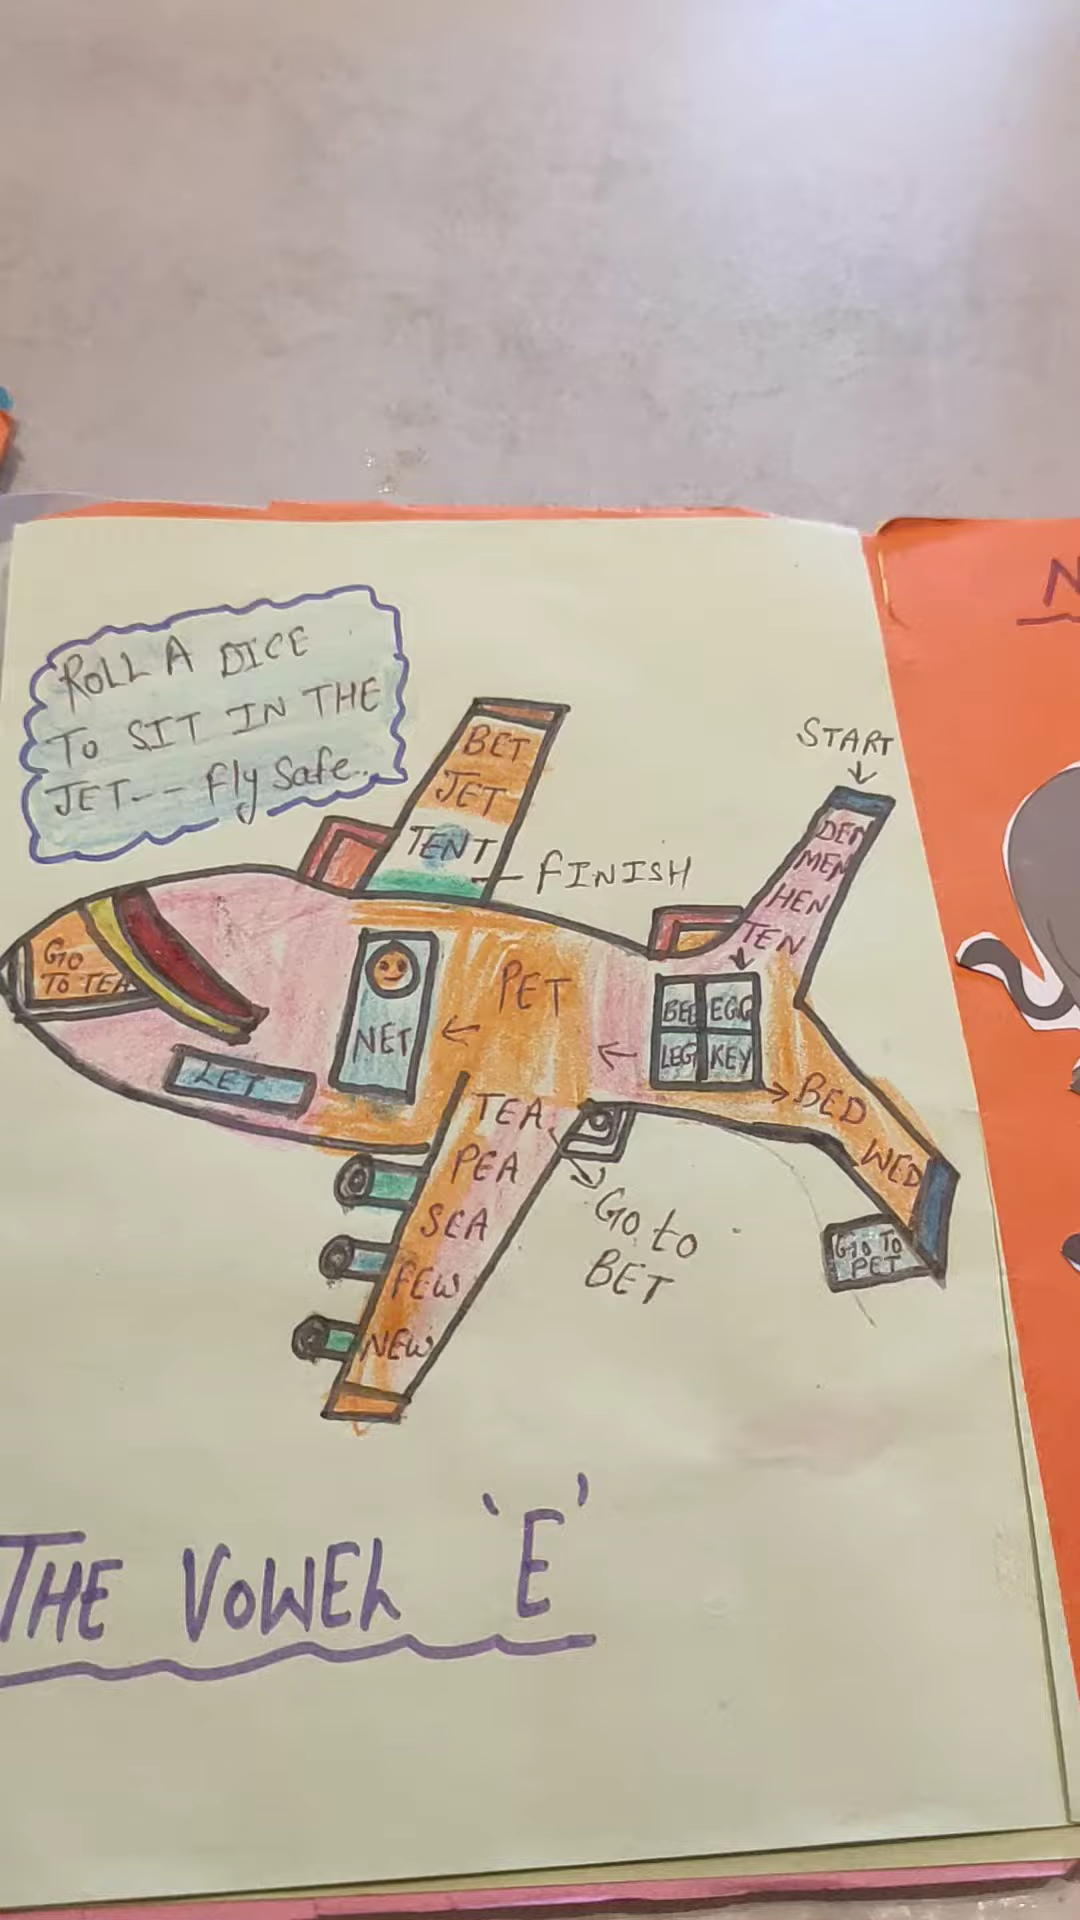 ROLL A DICE
TO SIT IN THE
JET--- Fly Safe..
START
DEN
MEN
HEN
TEN
BEE EGG
LEG KEY
BED
WED
GO TO
PET
PET
NET
LET
GO
TO TEA
TEA
PEA
SEA
FEW
NEW
Go to
BET
BET
JET
TENT
FINISH
THE VOWEL 'E'
N